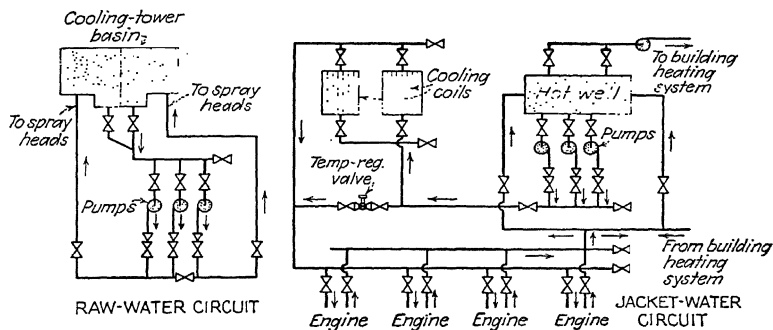 Cooling-tower
basin
To spray
heads
To spray
heads
Pumps
RAW-WATER CIRCUIT
Cooling
coils
Temp-reg.
valve
Hot well
To building
heating
system
Pumps
From building
heating
system
Engine
Engine
Engine
Engine
JACKET-WATER
CIRCUIT